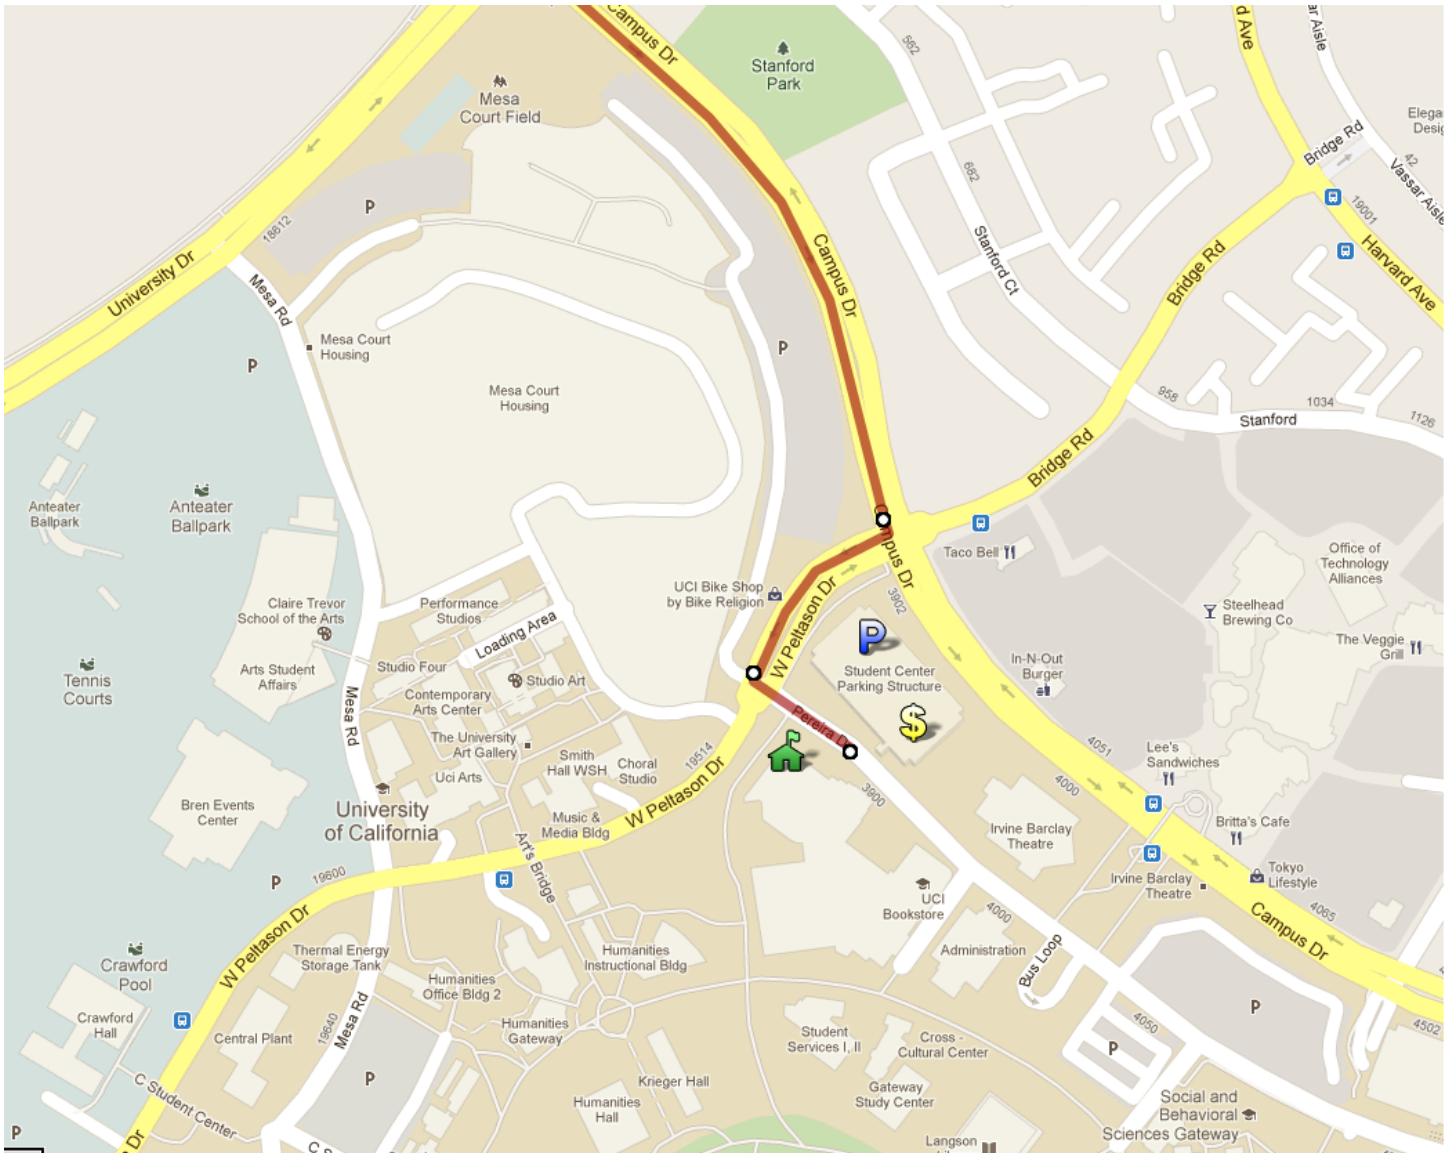 Campus Dr
Stanford
Park
562
Mesa
Court Field
Bridge Rd
42
Vassar Aisle
682
P
18612
19001
University Dr
Mesa Rd
Campus Dr
Stanford Ct
Bridge Rd
Harvard Ave
Mesa Court
Housing
P
P
Mesa Court
Housing
958
1034
1126
Stanford
Bridge Rd
Anteater
Ballpark
Anteater
Ballpark
Taco Bell
Office of
Technology
Alliances
Campus Dr
3902
UCI Bike Shop
by Bike Religion
W Peltason Dr
Claire Trevor
School of the Arts
Performance
Studios
Loading Area
Steelhead
Brewing Co
The Veggie
Grill
P
Student Center
Parking Structure
In-N-Out
Burger
Tennis
Courts
Arts Student
Affairs
Studio Four
Studio Art
Contemporary
Arts Center
Mesa Rd
Pereira Dr
$
The University
Art Gallery
19514
4051
Lee's
Sandwiches
Smith
Hall WSH
Choral
Studio
Uci Arts
W Peltason Dr
3900
4000
Bren Events
Center
University
of California
Music &
Media Bldg
Irvine Barclay
Theatre
Britta's Cafe
Art's Bridge
P
19600
UCI
Bookstore
Irvine Barclay
Theatre
Tokyo
Lifestyle
4065
4000
Campus Dr
W Peltason Dr
Thermal Energy
Storage Tank
Humanities
Instructional Bldg
Administration
Bus Loop
Crawford
Pool
Humanities
Office Bldg 2
P
Crawford
Hall
Central Plant
19640
Mesa Rd
Humanities
Gateway
Student
Services I, II
Cross -
Cultural Center
4050
4502
P
P
Krieger Hall
Gateway
Study Center
C Student Center
Humanities
Hall
Social and
Behavioral
Sciences Gateway
P
Dr
Langson